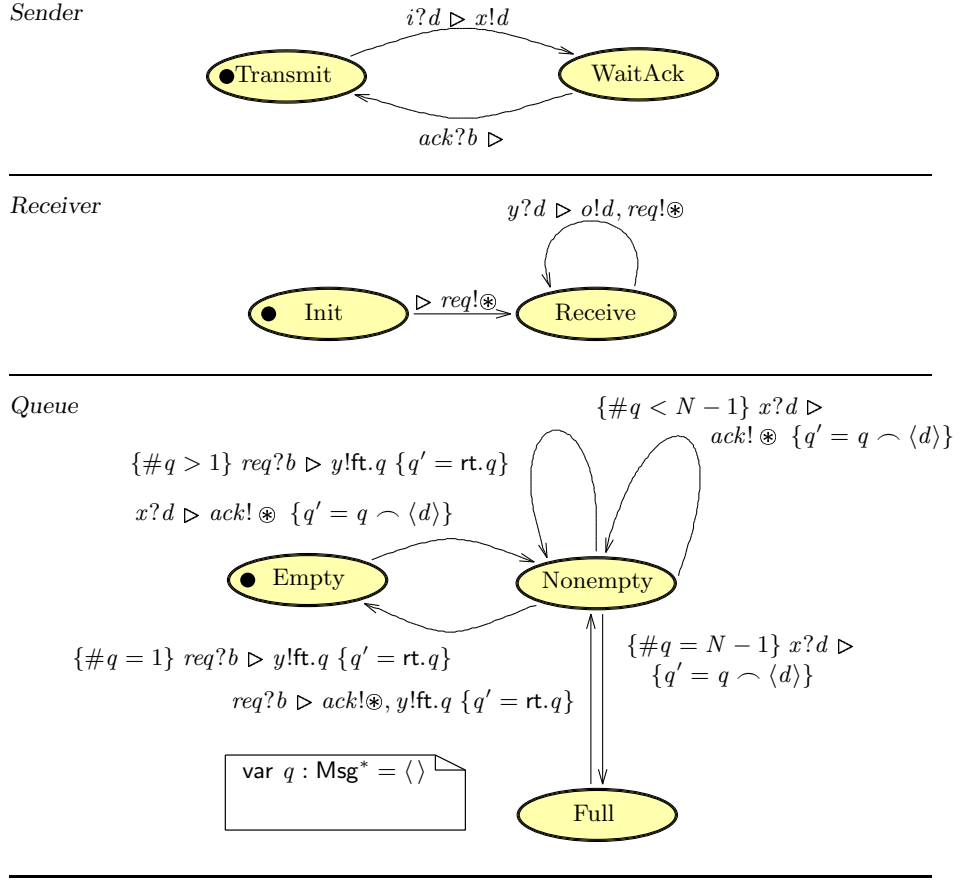 Sender
i?d ▷ x!d
Transmit
WaitAck
ack?b ▷
Receiver
y?d ▷ o!d, req!⊛
Init
▷ req!⊛
Receive
Queue
{#q < N − 1} x?d ▷
ack! ⊛ {q′ = q ⌢ ⟨d⟩}
{#q > 1} req?b ▷ y!ft.q {q′ = rt.q}
x?d ▷ ack! ⊛ {q′ = q ⌢ ⟨d⟩}
Empty
Nonempty
{#q = 1} req?b ▷ y!ft.q {q′ = rt.q}
{#q = N − 1} x?d ▷
{q′ = q ⌢ ⟨d⟩}
req?b ▷ ack!⊛, y!ft.q {q′ = rt.q}
var q : Msg* = ⟨ ⟩
Full